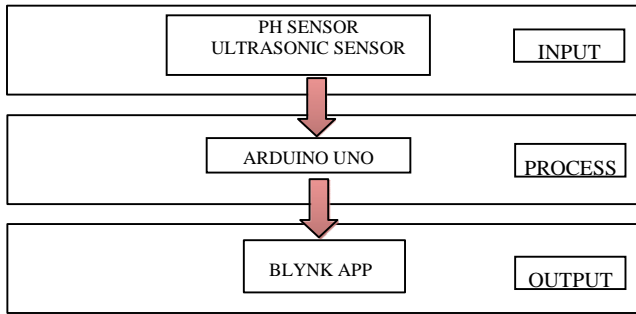 PH SENSOR
ULTRASONIC SENSOR
INPUT
ARDUINO UNO
PROCESS
BLYNK APP
OUTPUT